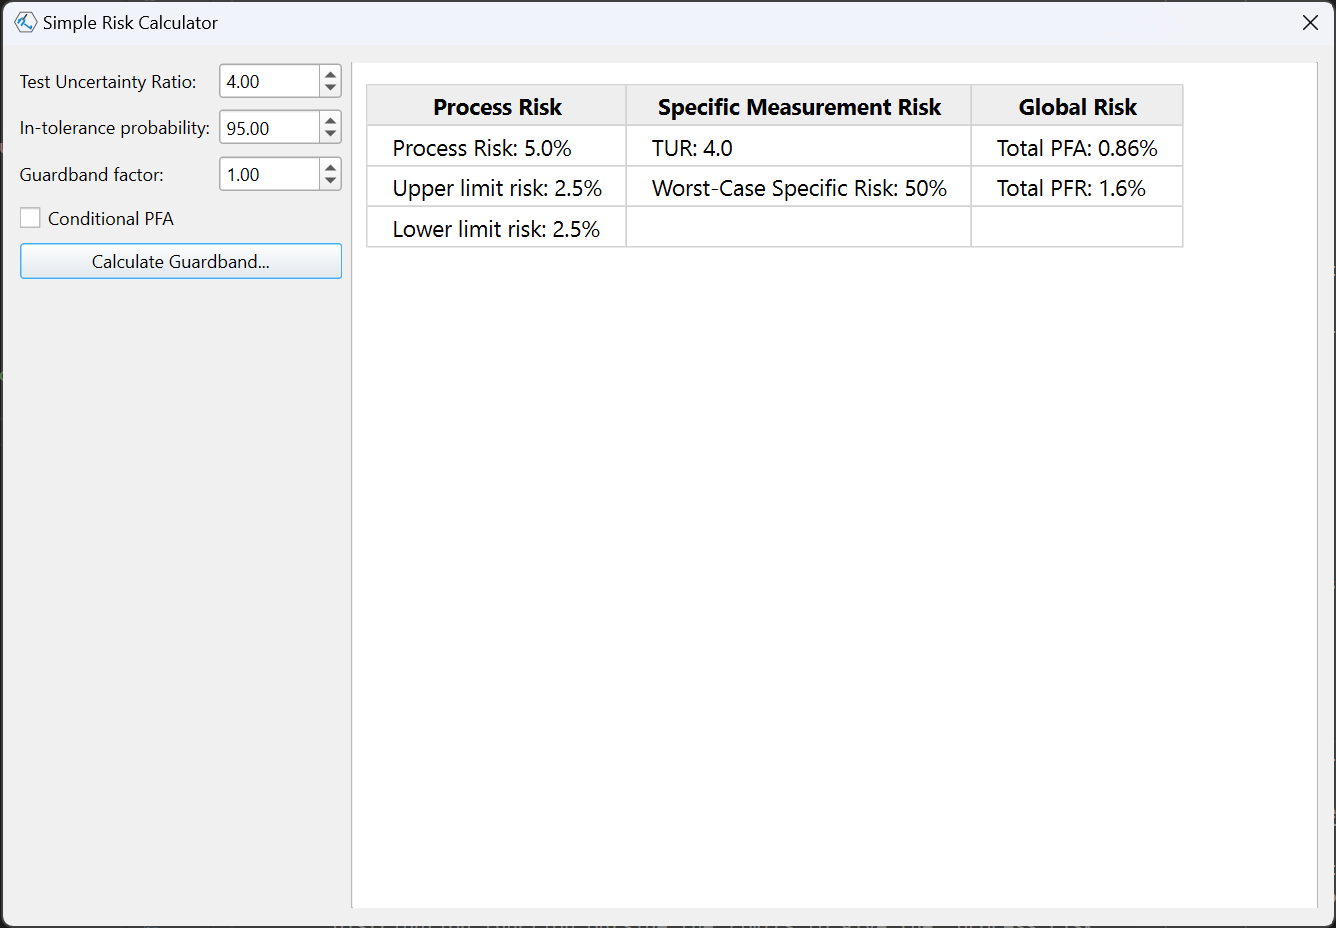 Simple Risk Calculator
Test Uncertainty Ratio: 4.00
In-tolerance probability: 95.00
Guardband factor: 1.00
Conditional PFA
Calculate Guardband...
Process Risk Specific Measurement Risk Global Risk
Process Risk: 5.0% TUR: 4.0 Total PFA: 0.86%
Upper limit risk: 2.5% Worst-Case Specific Risk: 50% Total PFR: 1.6%
Lower limit risk: 2.5%